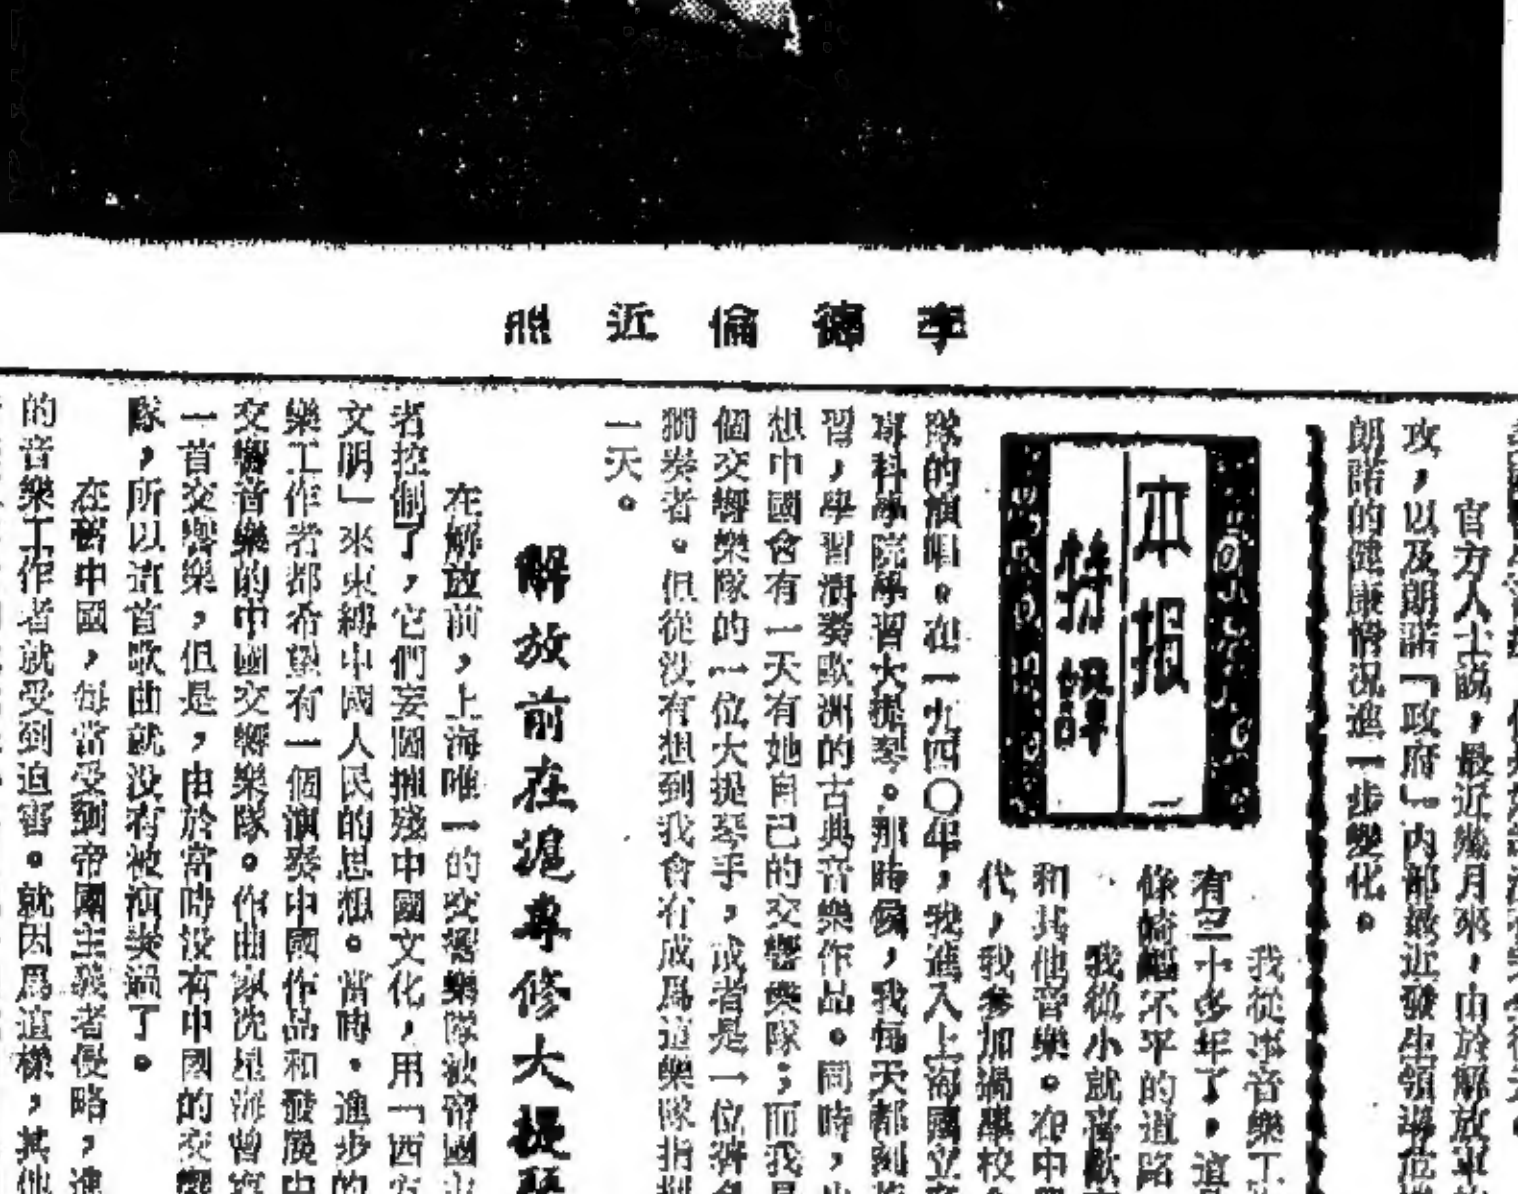 李德倫近照
官方人士說，最近幾月來，由於解放軍
攻，以及朗諾「政府」內部最近發生領導危
朗諾的健康情況進一步變化。
本报
特譯
我從事音樂工
有三十多年了，這
條崎嶇不平的道路
我從小就喜歡
和其他音樂。在中
代，我參加過學校
隊的演唱。在一九四〇年，我進入上海國立
專科學院學習大提琴。那時候，我每天都刻
習，學習演奏歐洲的古典音樂作品。同時，
想中國會有一天有她自己的交響樂隊；而我
個交響樂隊的一位大提琴手，或者是一位
獨奏者。但從没有想到我會有成爲這樂隊指
一天。
解放前在滬專修大提
在解放前，上海唯一的交響樂隊被帝國
者控制了，它們妄圖摧殘中國文化，用「西
文明」來束縛中國人民的思想。當時，進步的
樂工作者都希望有一個演奏中國作品和發展中
交響音樂的中國交響樂隊。作曲家冼星海曾
一首交響樂，但是，由於當時没有中國的交響
隊，所以這首歌曲就没有被演奏過了。
在舊中國，每當受到帝國主義者侵略，進
的音樂工作者就受到迫害。就因爲這樣，其他